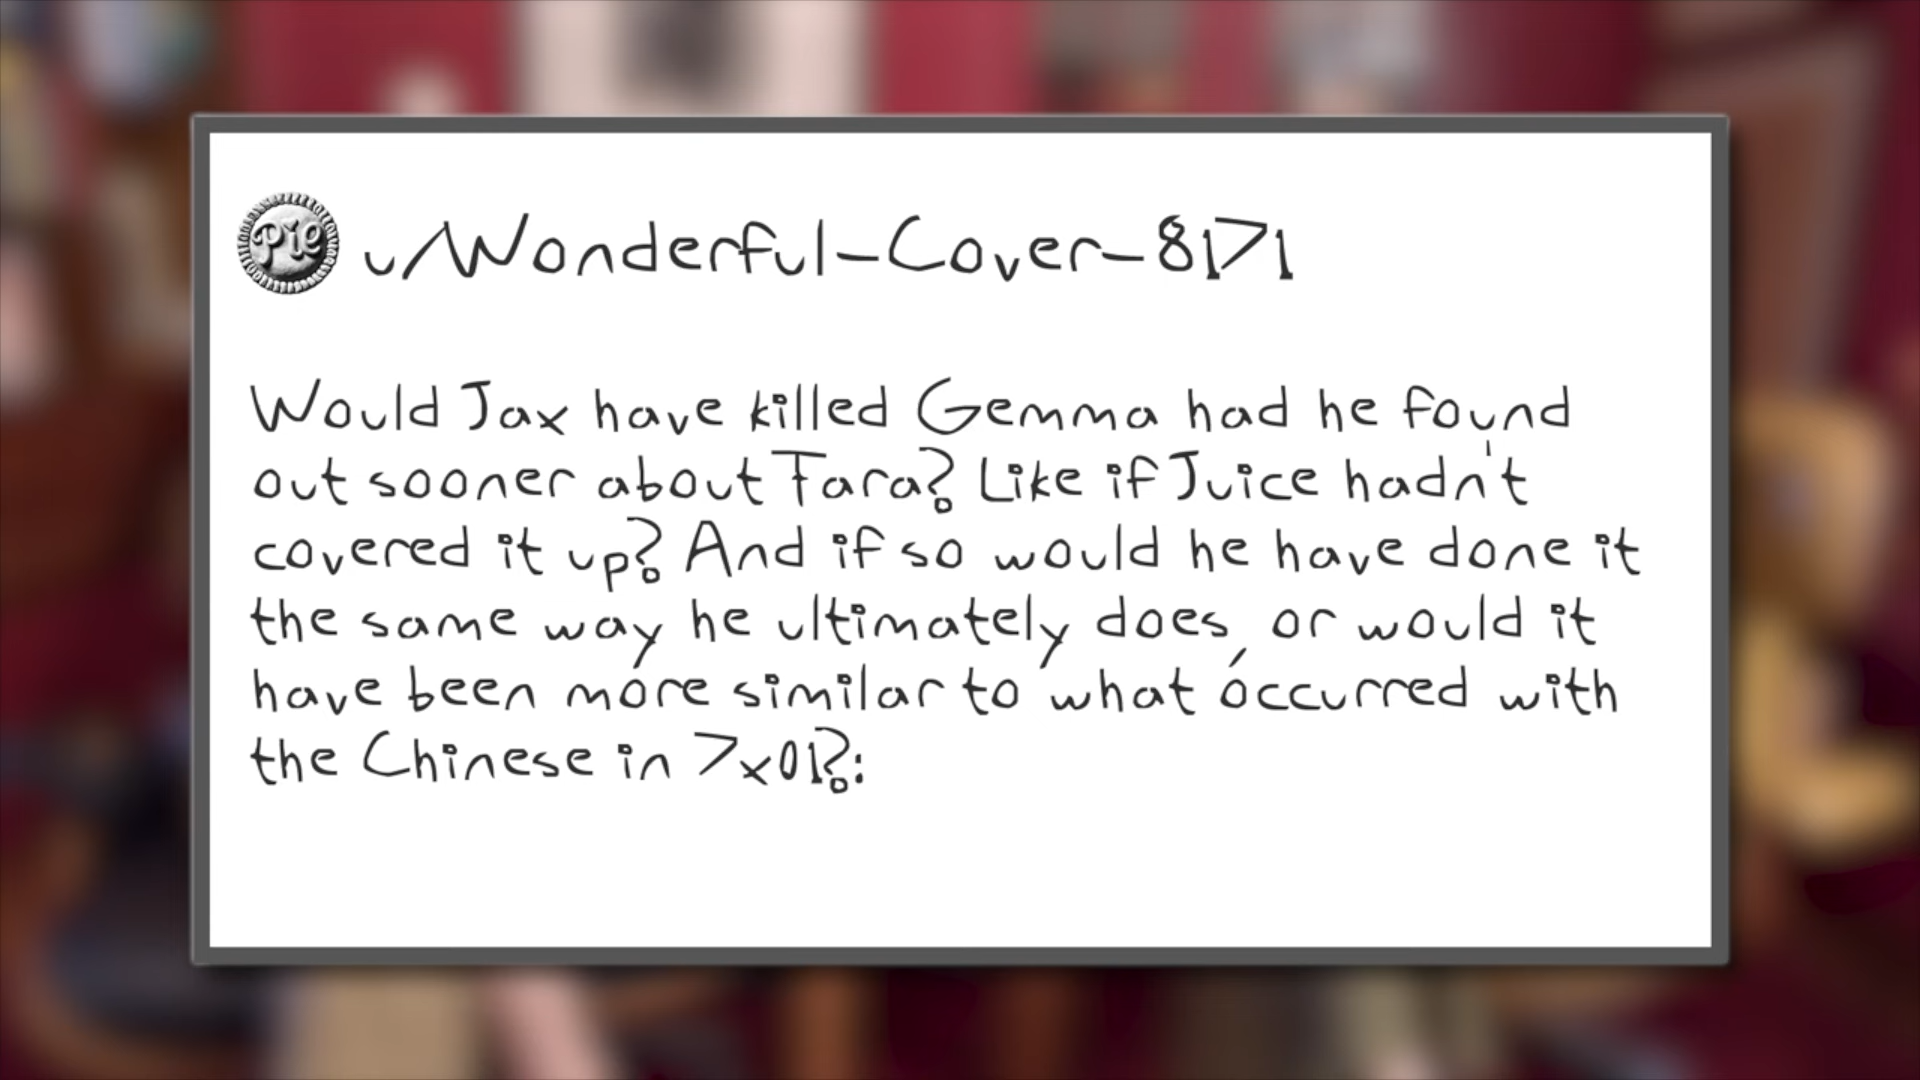 Pie
u/Wonderful-Cover-8171
Would Jax have killed Gemma had he found
out sooner about Tara? Like if Juice hadn't
covered it up? And if so would he have done it
the same way he ultimately does, or would it
have been more similar to what occurred with
the Chinese in 7x01?: